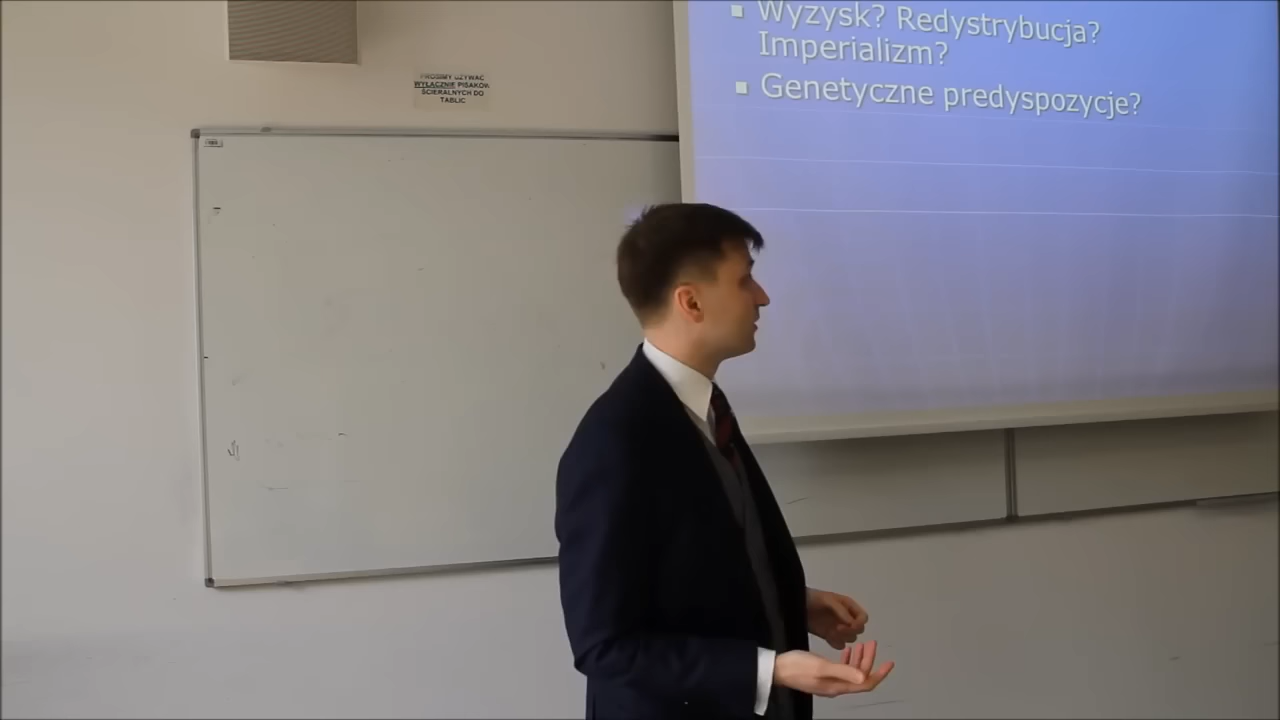 Wyzysk? Redystrybucja?
Imperializm?
Genetyczne predyspozycje?
PROSIMY UŻYWAĆ
WYŁĄCZNIE PISAKÓW
ŚCIERALNYCH DO
TABLIC